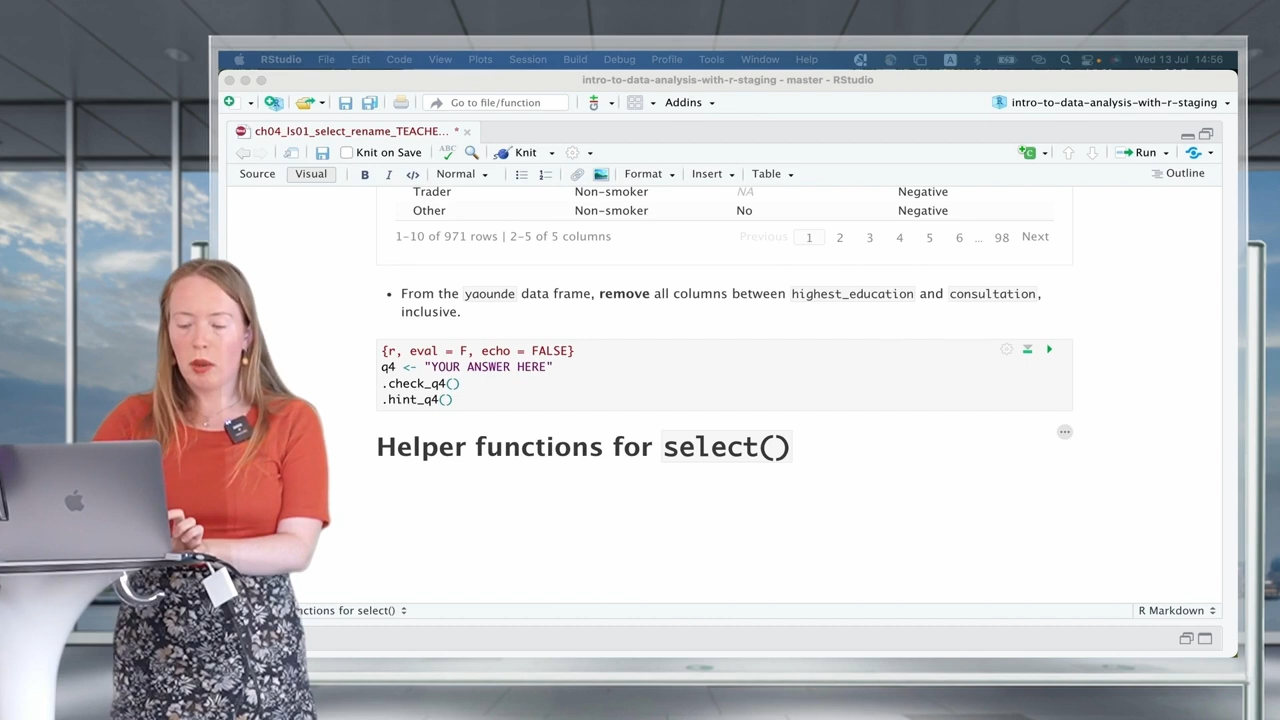 RStudio File Edit Code View Plots Session Build Debug Profile Tools Window Help A Wed 13 Jul 14:56
intro-to-data-analysis-with-r-staging - master - RStudio
Go to file/function Addins intro-to-data-analysis-with-r-staging
ch04_ls01_select_rename_TEACHE... *
Knit on Save ABC Knit Run
Source Visual B I </> Normal Format Insert Table Outline
Trader Non-smoker NA Negative
Other Non-smoker No Negative
1-10 of 971 rows | 2-5 of 5 columns Previous 1 2 3 4 5 6 ... 98 Next
• From the yaounde data frame, remove all columns between highest_education and consultation,
inclusive.
{r, eval = F, echo = FALSE}
q4 <- "YOUR ANSWER HERE"
.check_q4()
.hint_q4()
Helper functions for select()
nctions for select() R Markdown